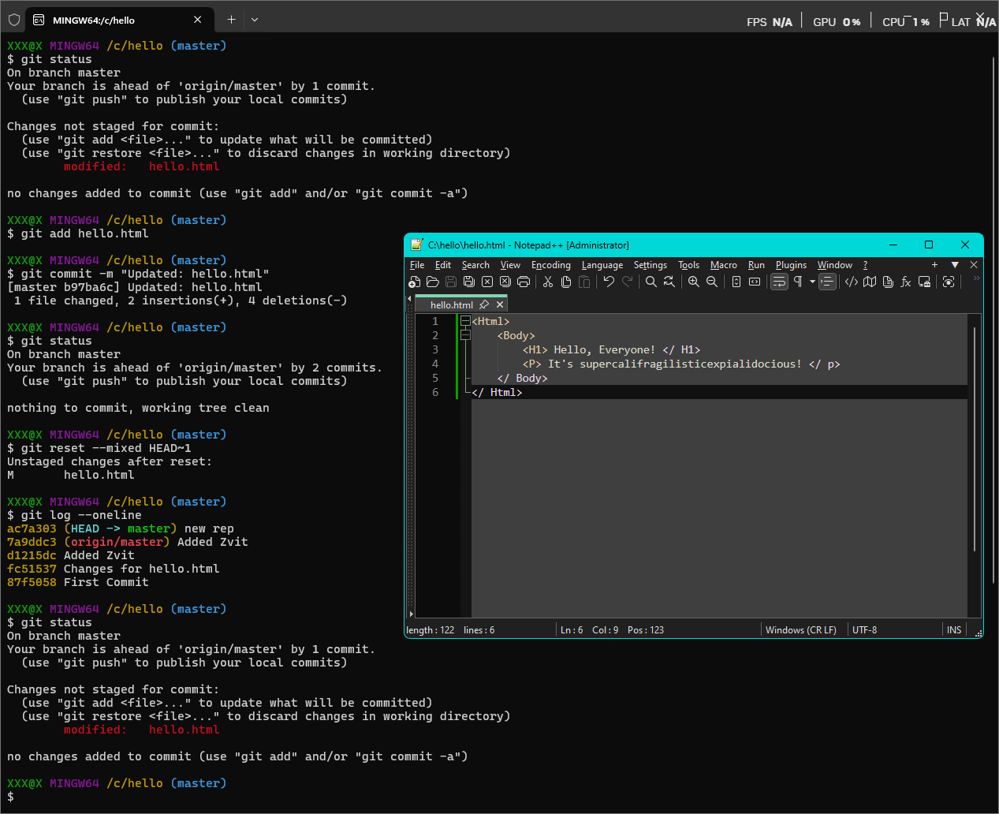 MINGW64:/c/hello
FPS N/A | GPU 0% | CPU 1% | LAT N/A
XXX@X MINGW64 /c/hello (master)
$ git status
On branch master
Your branch is ahead of 'origin/master' by 1 commit.
  (use "git push" to publish your local commits)
Changes not staged for commit:
  (use "git add <file>..." to update what will be committed)
  (use "git restore <file>..." to discard changes in working directory)
        modified:   hello.html
no changes added to commit (use "git add" and/or "git commit -a")
XXX@X MINGW64 /c/hello (master)
$ git add hello.html
XXX@X MINGW64 /c/hello (master)
$ git commit -m "Updated: hello.html"
[master b97ba6c] Updated: hello.html
 1 file changed, 2 insertions(+), 4 deletions(-)
XXX@X MINGW64 /c/hello (master)
$ git status
On branch master
Your branch is ahead of 'origin/master' by 2 commits.
  (use "git push" to publish your local commits)
nothing to commit, working tree clean
XXX@X MINGW64 /c/hello (master)
$ git reset --mixed HEAD~1
Unstaged changes after reset:
M       hello.html
XXX@X MINGW64 /c/hello (master)
$ git log --oneline
ac7a303 (HEAD -> master) new rep
7a9ddc3 (origin/master) Added Zvit
d1215dc Added Zvit
fc51537 Changes for hello.html
87f5058 First Commit
XXX@X MINGW64 /c/hello (master)
$ git status
On branch master
Your branch is ahead of 'origin/master' by 1 commit.
  (use "git push" to publish your local commits)
Changes not staged for commit:
  (use "git add <file>..." to update what will be committed)
  (use "git restore <file>..." to discard changes in working directory)
        modified:   hello.html
no changes added to commit (use "git add" and/or "git commit -a")
XXX@X MINGW64 /c/hello (master)
$
C:\hello\hello.html - Notepad++ [Administrator]
File Edit Search View Encoding Language Settings Tools Macro Run Plugins Window ?
hello.html
1 <Html>
2     <Body>
3         <H1> Hello, Everyone! </ H1>
4         <P> It's supercalifragilisticexpialidocious! </ p>
5     </ Body>
6 </ Html>
length : 122 lines : 6 Ln : 6 Col : 9 Pos : 123 Windows (CR LF) UTF-8 INS